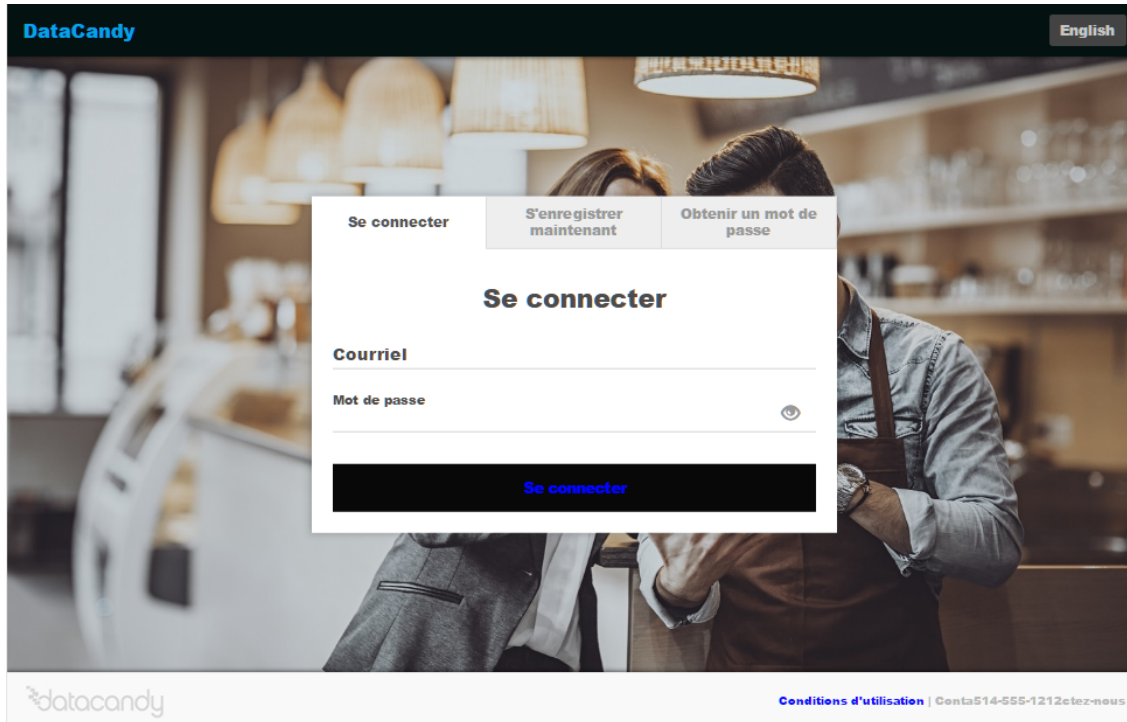 DataCandy
English
Se connecter
S'enregistrer
maintenant
Obtenir un mot de
passe
Se connecter
Courriel
Mot de passe
Se connecter
datacandy
Conditions d'utilisation | Conta514-555-1212ctez-nous